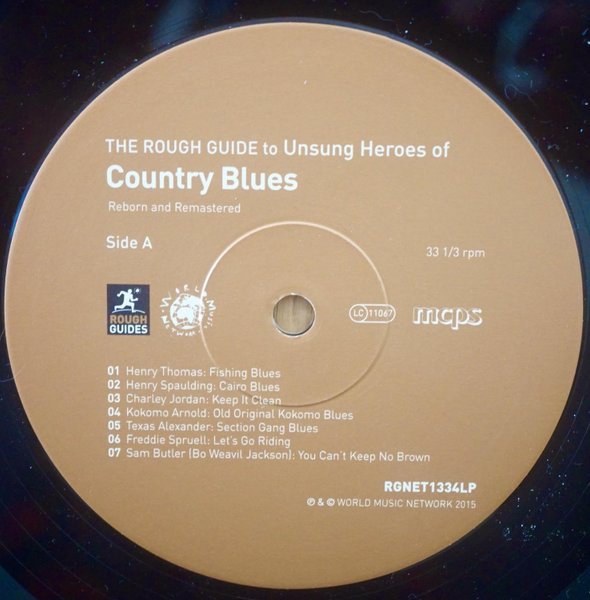 THE ROUGH GUIDE to Unsung Heroes of
Country Blues
Reborn and Remastered
Side A
33 1/3 rpm
ROUGH
GUIDES
WORLD MUSIC NETWORK
LC 11067
mcps
01 Henry Thomas: Fishing Blues
02 Henry Spaulding: Cairo Blues
03 Charley Jordan: Keep It Clean
04 Kokomo Arnold: Old Original Kokomo Blues
05 Texas Alexander: Section Gang Blues
06 Freddie Spruell: Let's Go Riding
07 Sam Butler (Bo Weavil Jackson): You Can't Keep No Brown
RGNET1334LP
℗ & © WORLD MUSIC NETWORK 2015